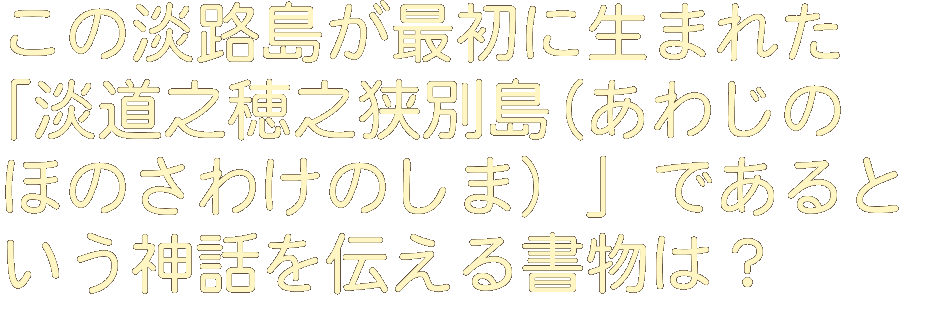 この淡路島が最初に生まれた
「淡道之穂之狭別島（あわじの
ほのさわけのしま）」であると
いう神話を伝える書物は？